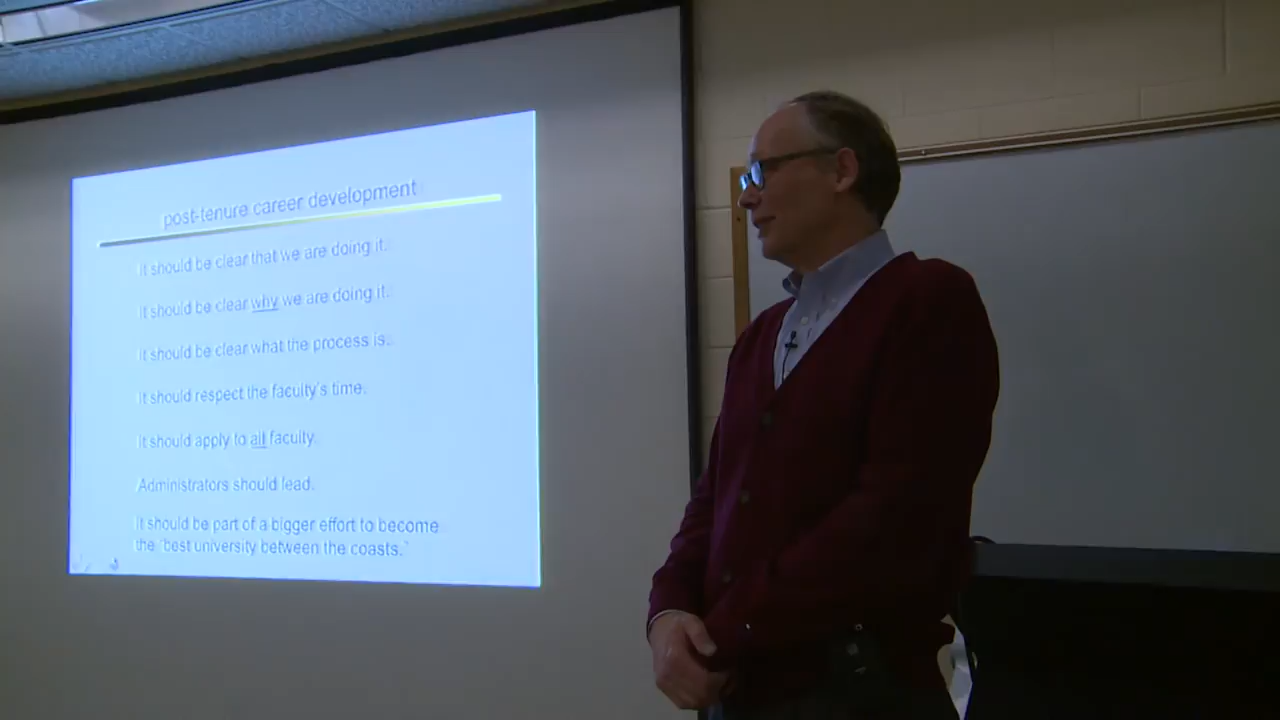 post-tenure career development
It should be clear that we are doing it.
It should be clear why we are doing it.
It should be clear what the process is.
It should respect the faculty's time.
It should apply to all faculty.
Administrators should lead.
It should be part of a bigger effort to become
the "best university between the coasts."